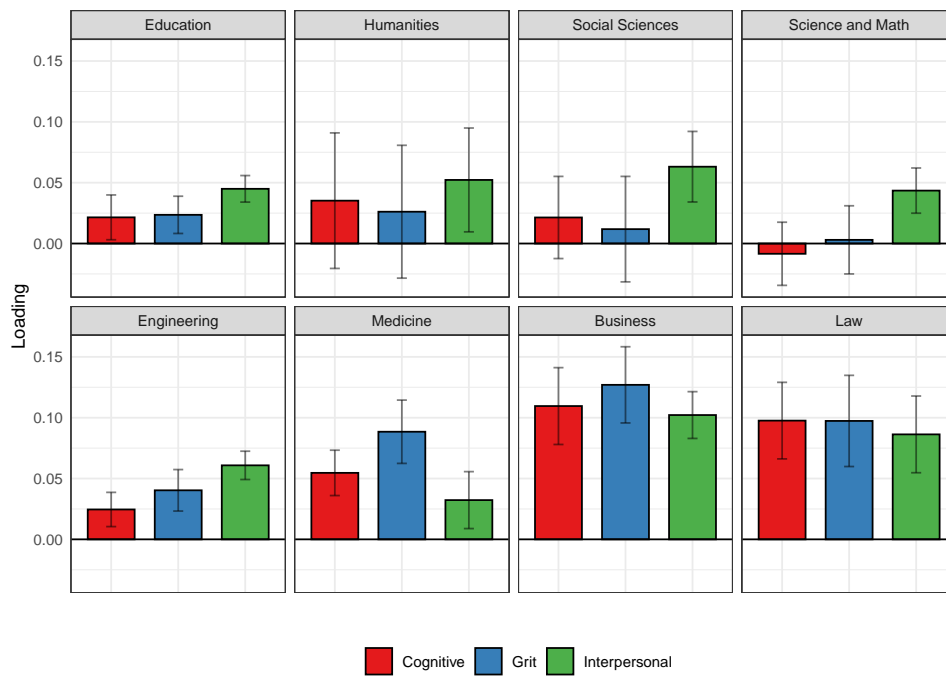 Education Humanities Social Sciences Science and Math
0.15
0.10
0.05
0.00
Engineering Medicine Business Law
0.15
0.10
0.05
0.00
Loading
Cognitive Grit Interpersonal